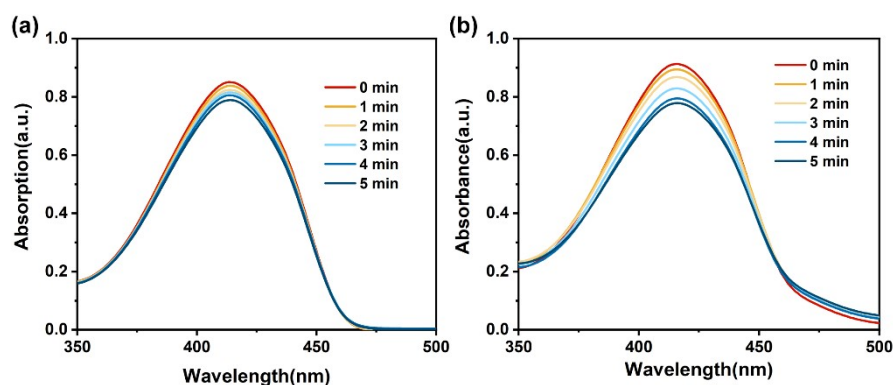 (a)
1.0
0.8
0.6
0.4
0.2
0.0
Absorption(a.u.)
0 min
1 min
2 min
3 min
4 min
5 min
350
400
450
500
Wavelength(nm)
(b)
1.0
0.8
0.6
0.4
0.2
0.0
Absorbance(a.u.)
0 min
1 min
2 min
3 min
4 min
5 min
350
400
450
500
Wavelength(nm)